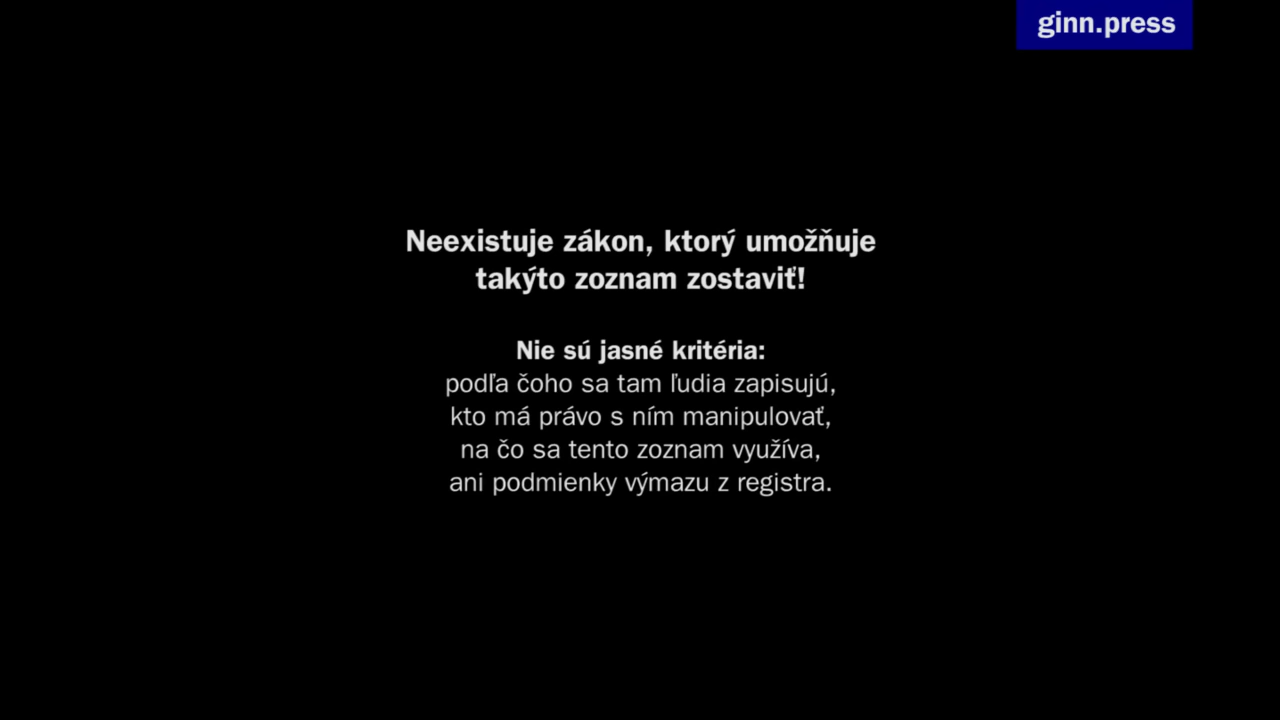 ginn.press
Neexistuje zákon, ktorý umožňuje
takýto zoznam zostaviť!
Nie sú jasné kritéria:
podľa čoho sa tam ľudia zapisujú,
kto má právo s ním manipulovať,
na čo sa tento zoznam využíva,
ani podmienky výmazu z registra.